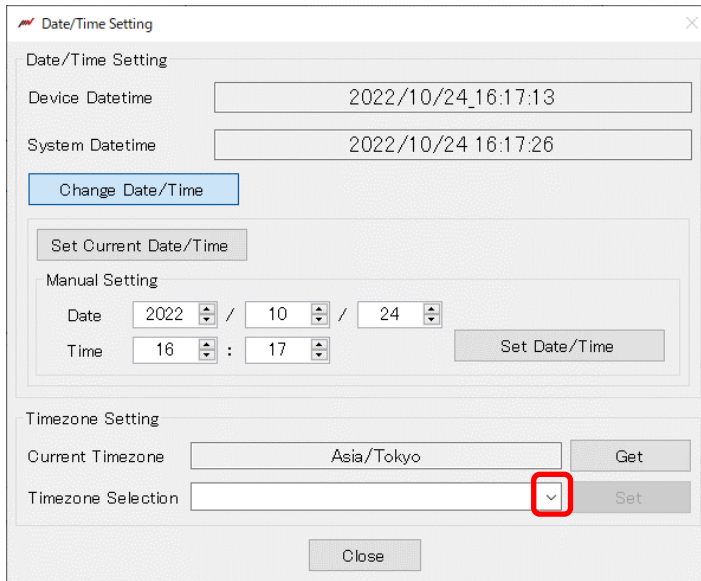 Date/Time Setting
Date/Time Setting
Device Datetime 2022/10/24_16:17:13
System Datetime 2022/10/24 16:17:26
Change Date/Time
Set Current Date/Time
Manual Setting
Date 2022 / 10 / 24
Time 16 : 17 Set Date/Time
Timezone Setting
Current Timezone Asia/Tokyo Get
Timezone Selection Set
Close